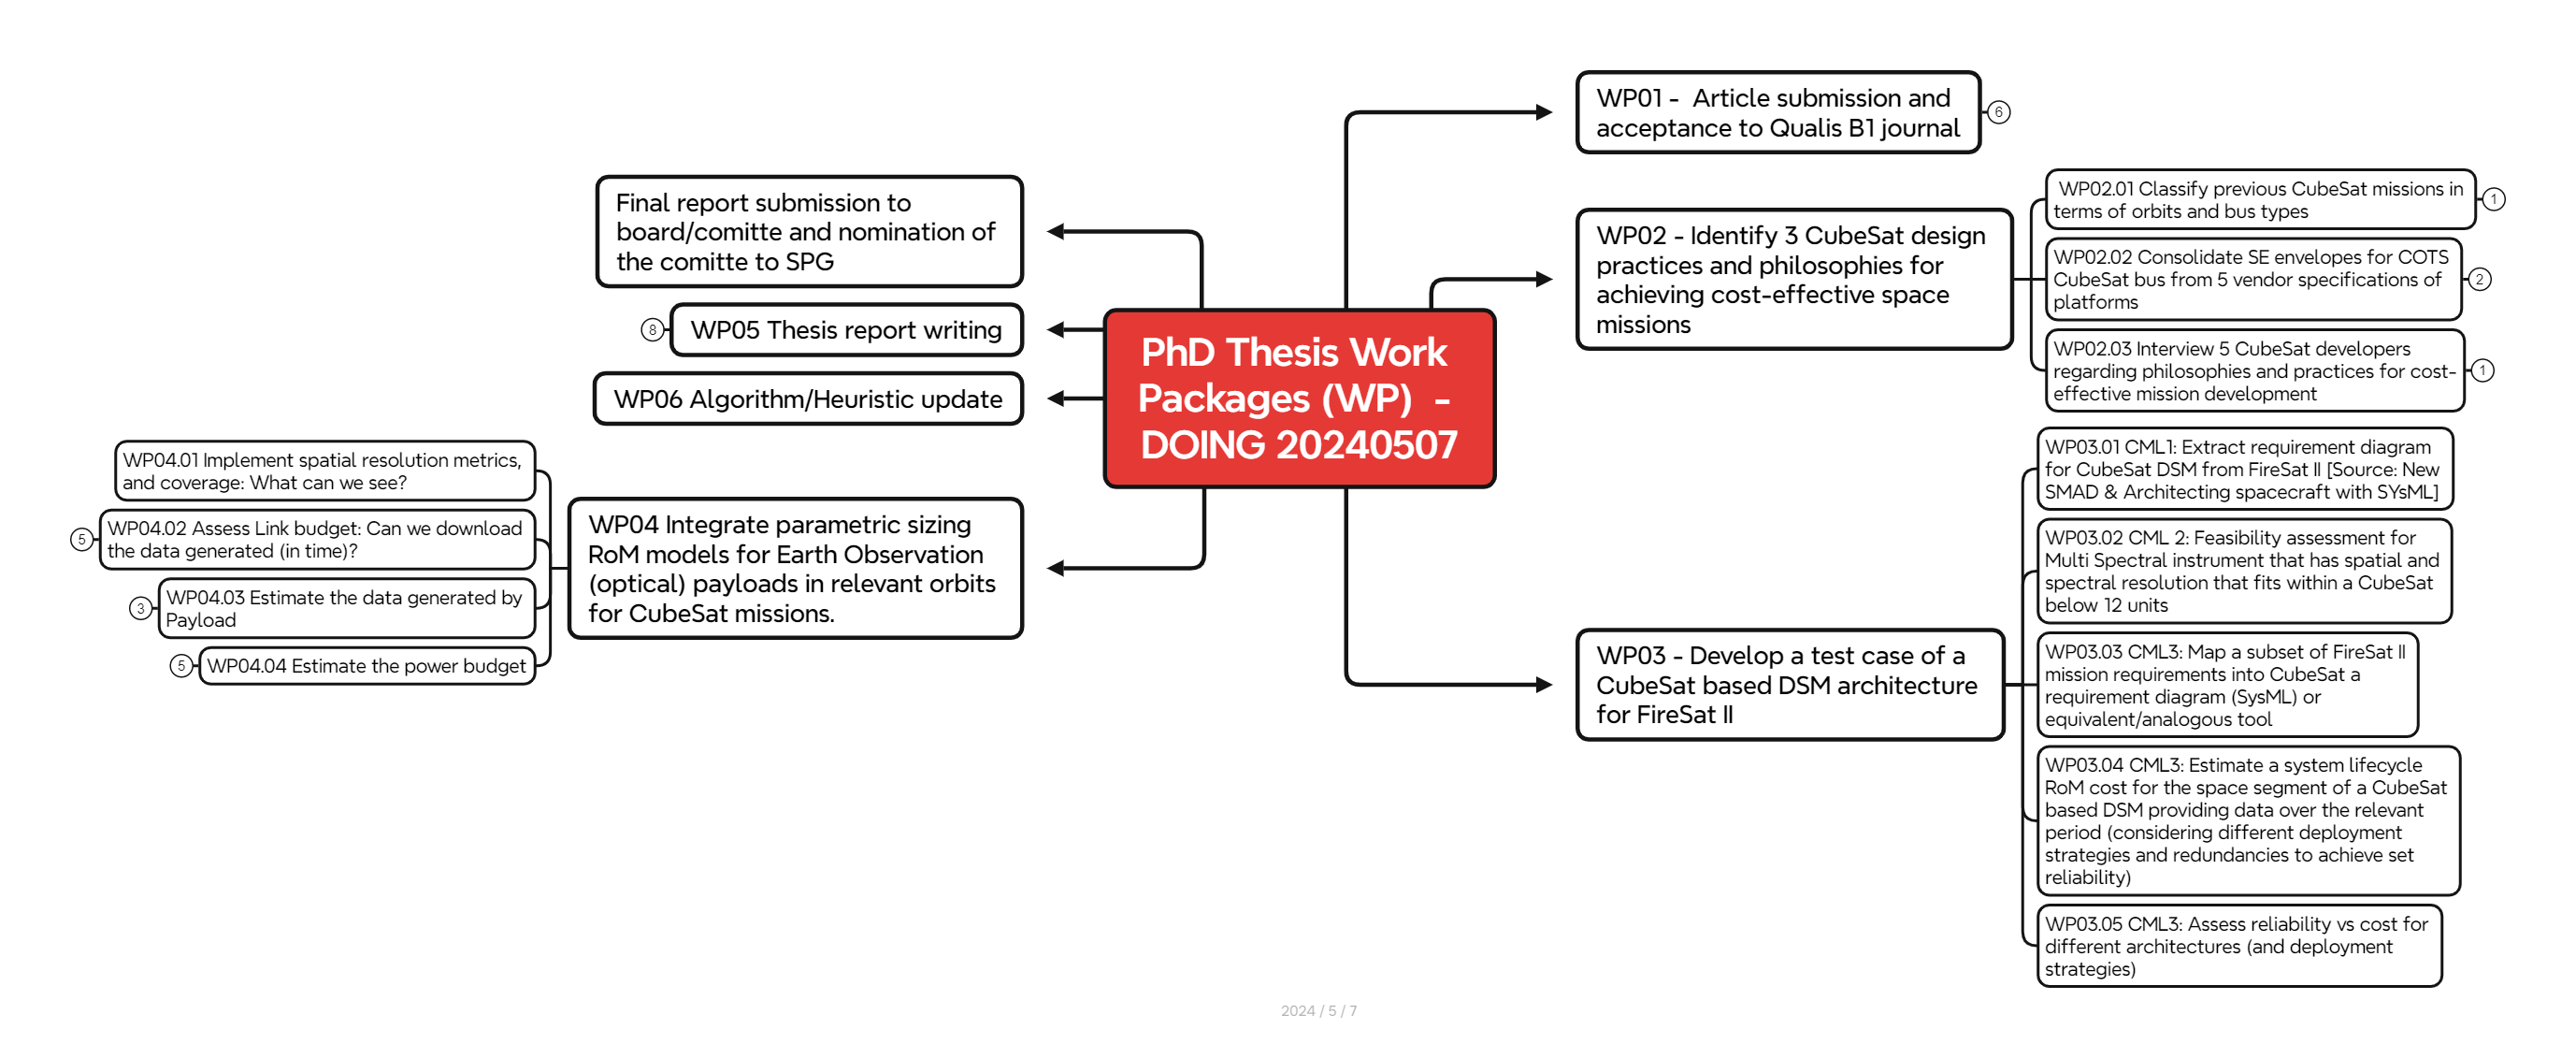 PhD Thesis Work
Packages (WP) -
DOING 20240507
WP01 - Article submission and
acceptance to Qualis B1 journal
6
WP02 - Identify 3 CubeSat design
practices and philosophies for
achieving cost-effective space
missions
WP02.01 Classify previous CubeSat missions in
terms of orbits and bus types
1
WP02.02 Consolidate SE envelopes for COTS
CubeSat bus from 5 vendor specifications of
platforms
2
WP02.03 Interview 5 CubeSat developers
regarding philosophies and practices for cost-
effective mission development
1
WP03 - Develop a test case of a
CubeSat based DSM architecture
for FireSat II
WP03.01 CML1: Extract requirement diagram
for CubeSat DSM from FireSat II [Source: New
SMAD & Architecting spacecraft with SYsML]
WP03.02 CML 2: Feasibility assessment for
Multi Spectral instrument that has spatial and
spectral resolution that fits within a CubeSat
below 12 units
WP03.03 CML3: Map a subset of FireSat II
mission requirements into CubeSat a
requirement diagram (SysML) or
equivalent/analogous tool
WP03.04 CML3: Estimate a system lifecycle
RoM cost for the space segment of a CubeSat
based DSM providing data over the relevant
period (considering different deployment
strategies and redundancies to achieve set
reliability)
WP03.05 CML3: Assess reliability vs cost for
different architectures (and deployment
strategies)
Final report submission to
board/comitte and nomination of
the comitte to SPG
WP05 Thesis report writing
8
WP06 Algorithm/Heuristic update
WP04 Integrate parametric sizing
RoM models for Earth Observation
(optical) payloads in relevant orbits
for CubeSat missions.
WP04.01 Implement spatial resolution metrics,
and coverage: What can we see?
WP04.02 Assess Link budget: Can we download
the data generated (in time)?
5
WP04.03 Estimate the data generated by
Payload
3
WP04.04 Estimate the power budget
5
2024 / 5 / 7